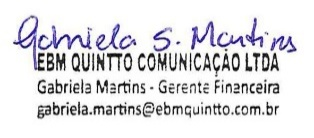 Gabriela S. Martins
EBM QUINTTO COMUNICAÇÃO LTDA
Gabriela Martins - Gerente Financeira
gabriela.martins@ebmquintto.com.br